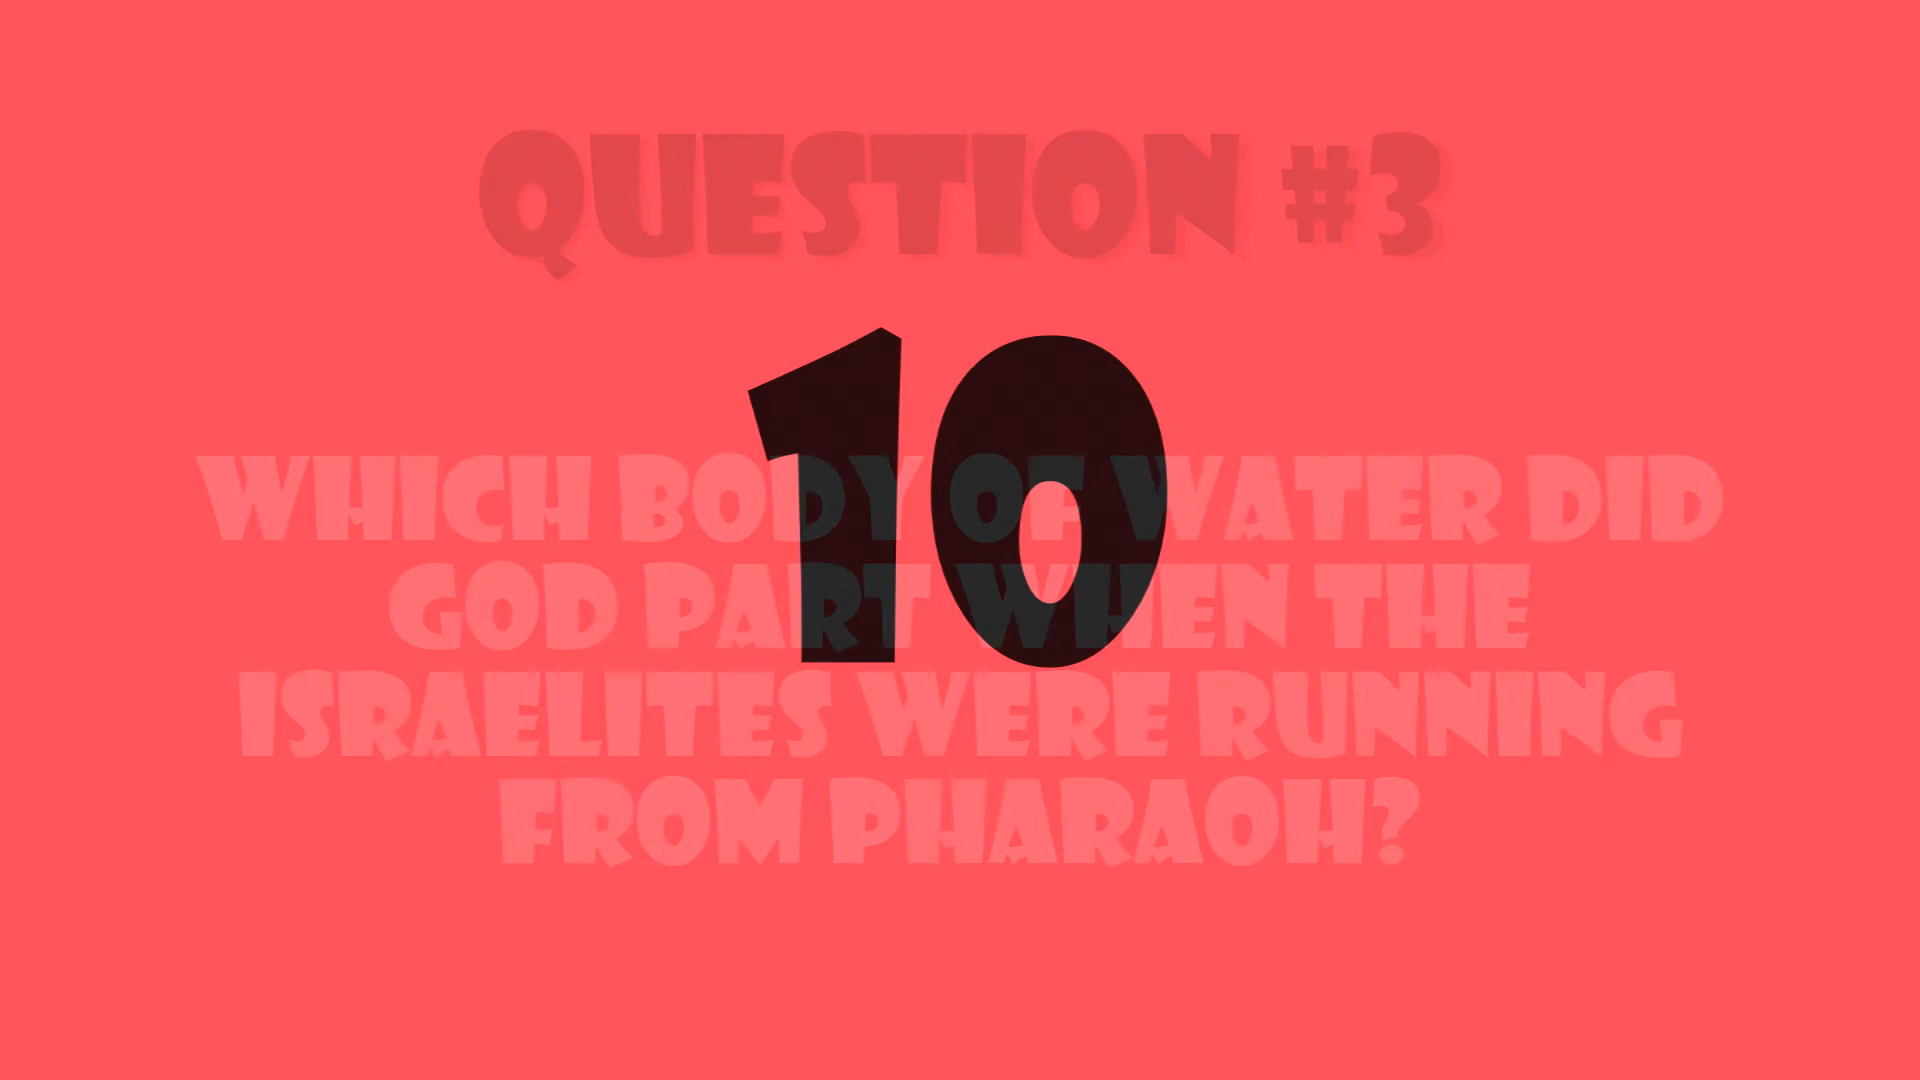 QUESTION #3
10
WHICH BODY OF WATER DID
GOD PART WHEN THE
ISRAELITES WERE RUNNING
FROM PHARAOH?